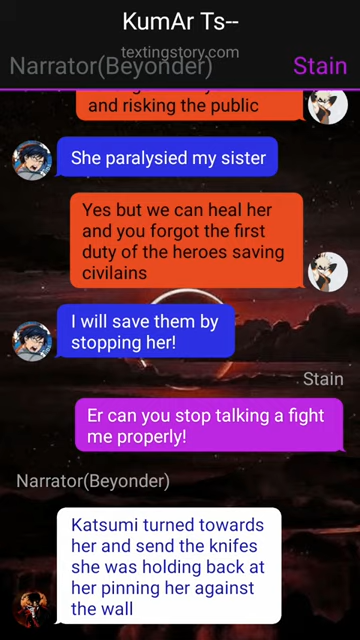 KumAr Ts--
textingstory.com
Narrator(Beyonder)
Stain
and risking the public
She paralysied my sister
Yes but we can heal her
and you forgot the first
duty of the heroes saving
civilains
I will save them by
stopping her!
Stain
Er can you stop talking a fight
me properly!
Narrator(Beyonder)
Katsumi turned towards
her and send the knifes
she was holding back at
her pinning her against
the wall